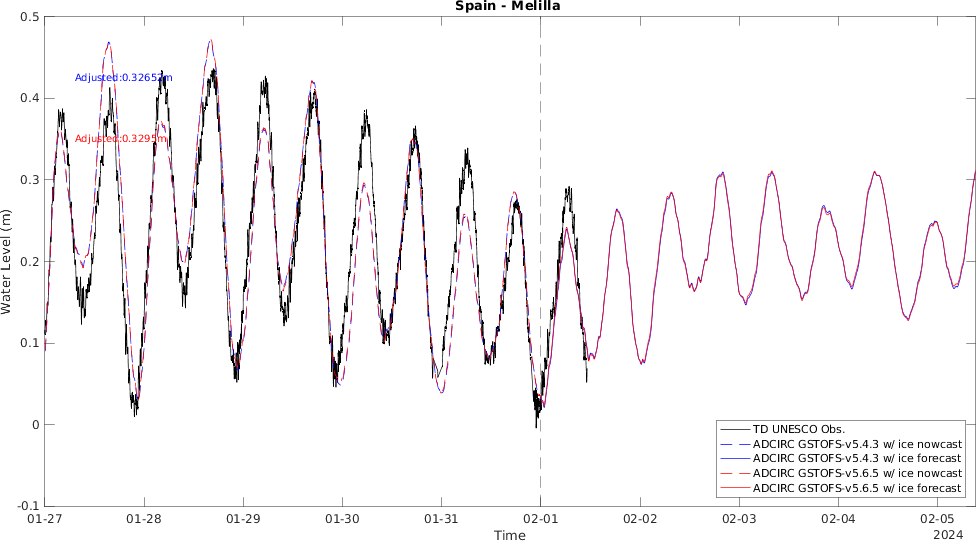 Spain - Melilla
0.5
0.4
0.3
0.2
0.1
0
-0.1
Water Level (m)
Adjusted:0.32652m
Adjusted:0.3295m
TD UNESCO Obs.
ADCIRC GSTOFS-v5.4.3 w/ ice nowcast
ADCIRC GSTOFS-v5.4.3 w/ ice forecast
ADCIRC GSTOFS-v5.6.5 w/ ice nowcast
ADCIRC GSTOFS-v5.6.5 w/ ice forecast
01-27 01-28 01-29 01-30 01-31 02-01 02-02 02-03 02-04 02-05
Time
2024